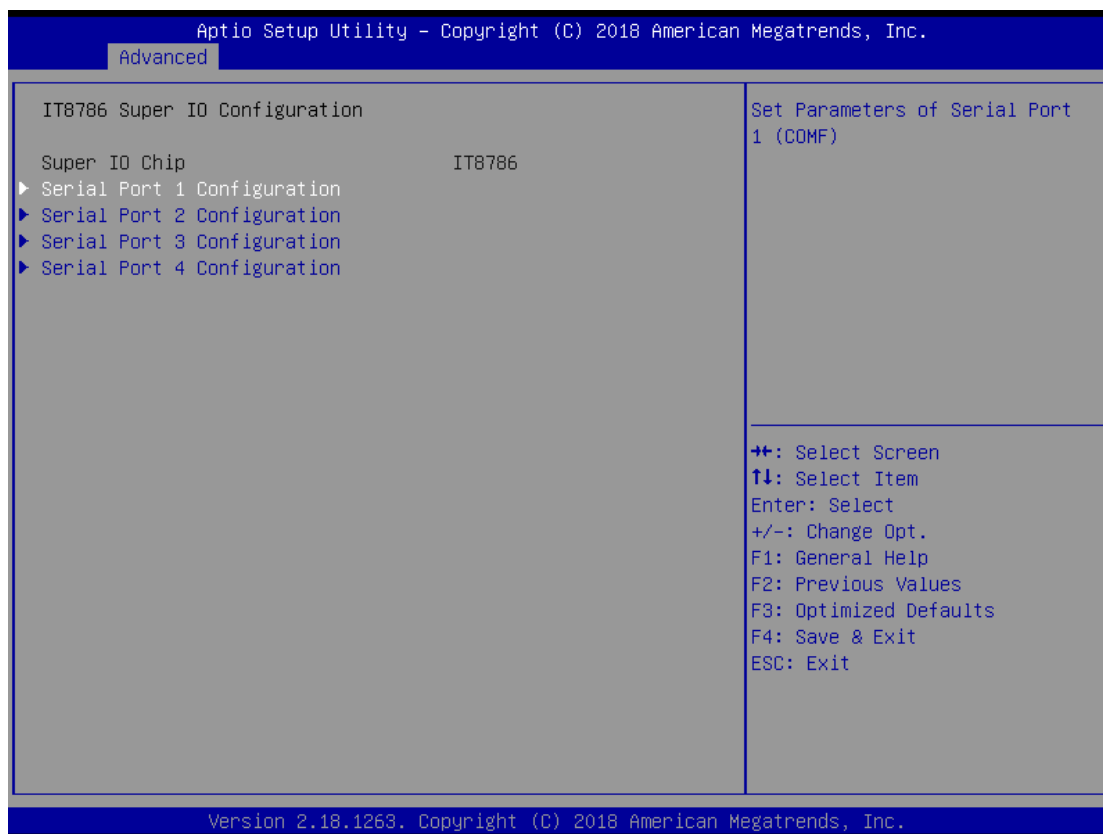 Aptio Setup Utility – Copyright (C) 2018 American Megatrends, Inc.
Advanced
IT8786 Super IO Configuration
Super IO Chip IT8786
▶ Serial Port 1 Configuration
▶ Serial Port 2 Configuration
▶ Serial Port 3 Configuration
▶ Serial Port 4 Configuration
Set Parameters of Serial Port
1 (COMF)
→←: Select Screen
↑↓: Select Item
Enter: Select
+/-: Change Opt.
F1: General Help
F2: Previous Values
F3: Optimized Defaults
F4: Save & Exit
ESC: Exit
Version 2.18.1263. Copyright (C) 2018 American Megatrends, Inc.